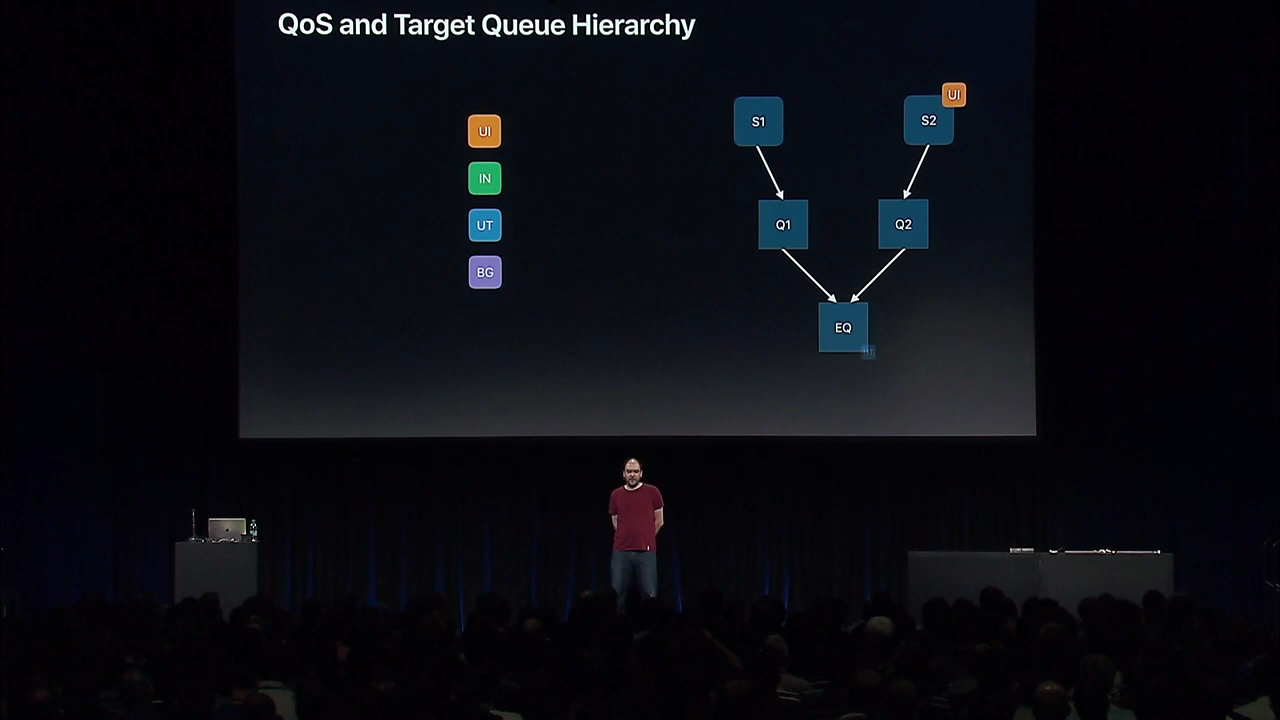 QoS and Target Queue Hierarchy
UI
IN
UT
BG
S1
S2
UI
Q1
Q2
EQ